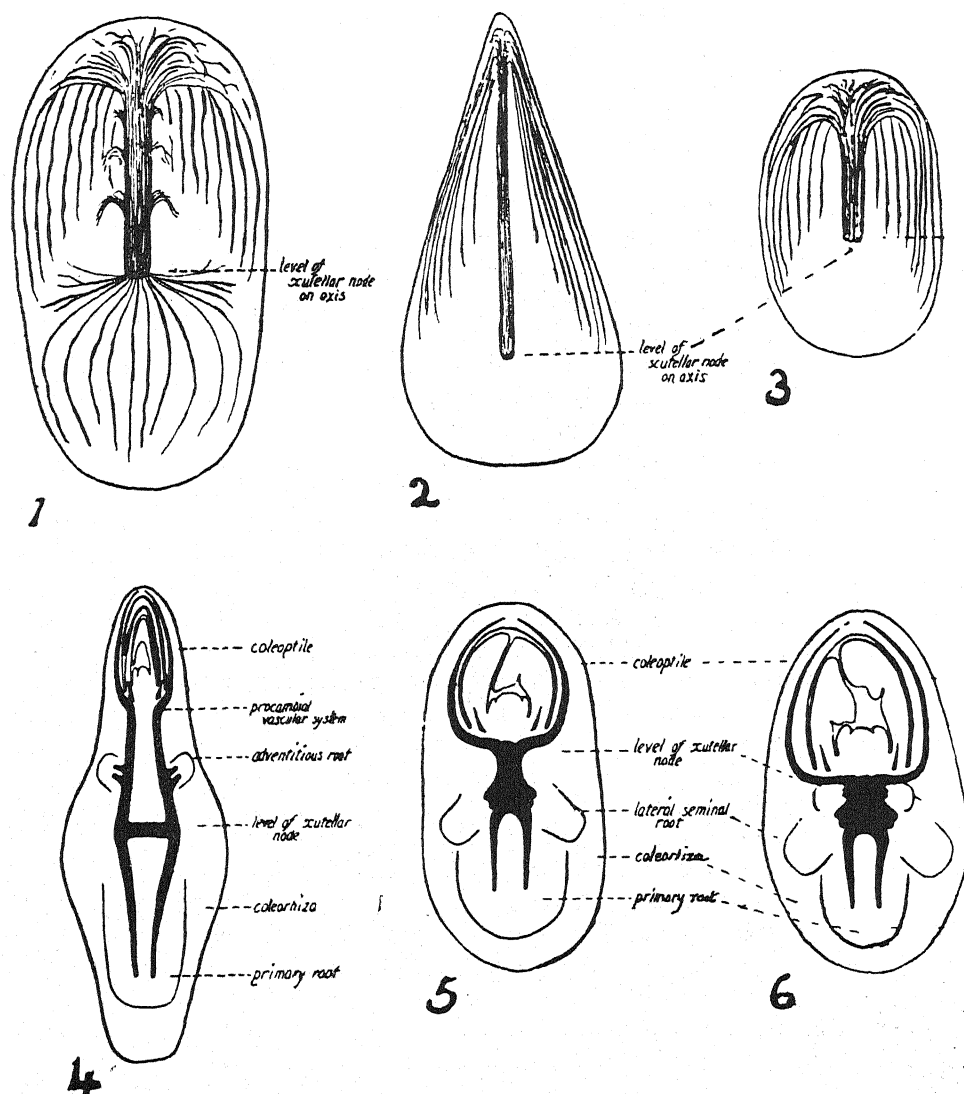 level of
scutellar node
on axis
1
2
level of
scutellar node
on axis
3
coleoptile
procambial
vascular system
adventitious root
level of scutellar
node
coleorhiza
primary root
4
coleoptile
level of scutellar
node
lateral seminal
root
coleorhiza
primary root
5
6